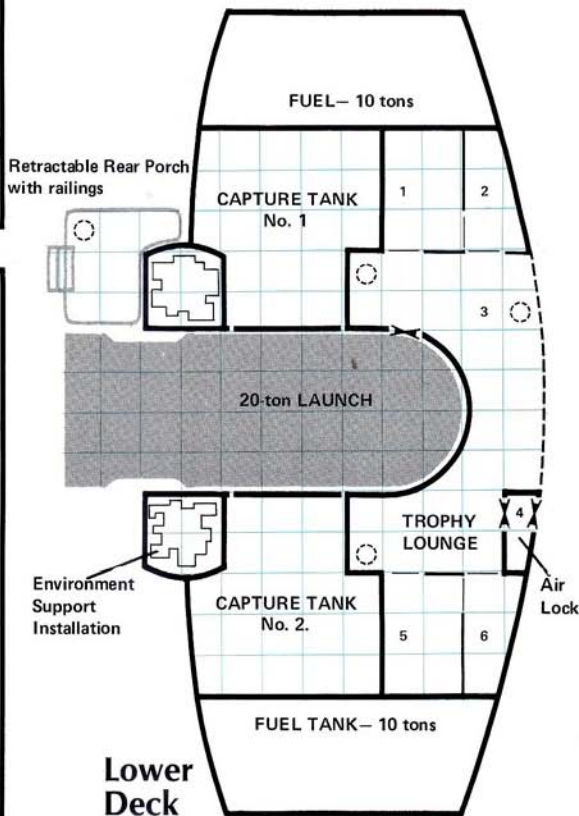 FUEL— 10 tons
Retractable Rear Porch
with railings
CAPTURE TANK
No. 1
1
2
3
20-ton LAUNCH
TROPHY
LOUNGE
4
Environment
Support
Installation
CAPTURE TANK
No. 2.
5
6
Air
Lock
FUEL TANK— 10 tons
Lower
Deck